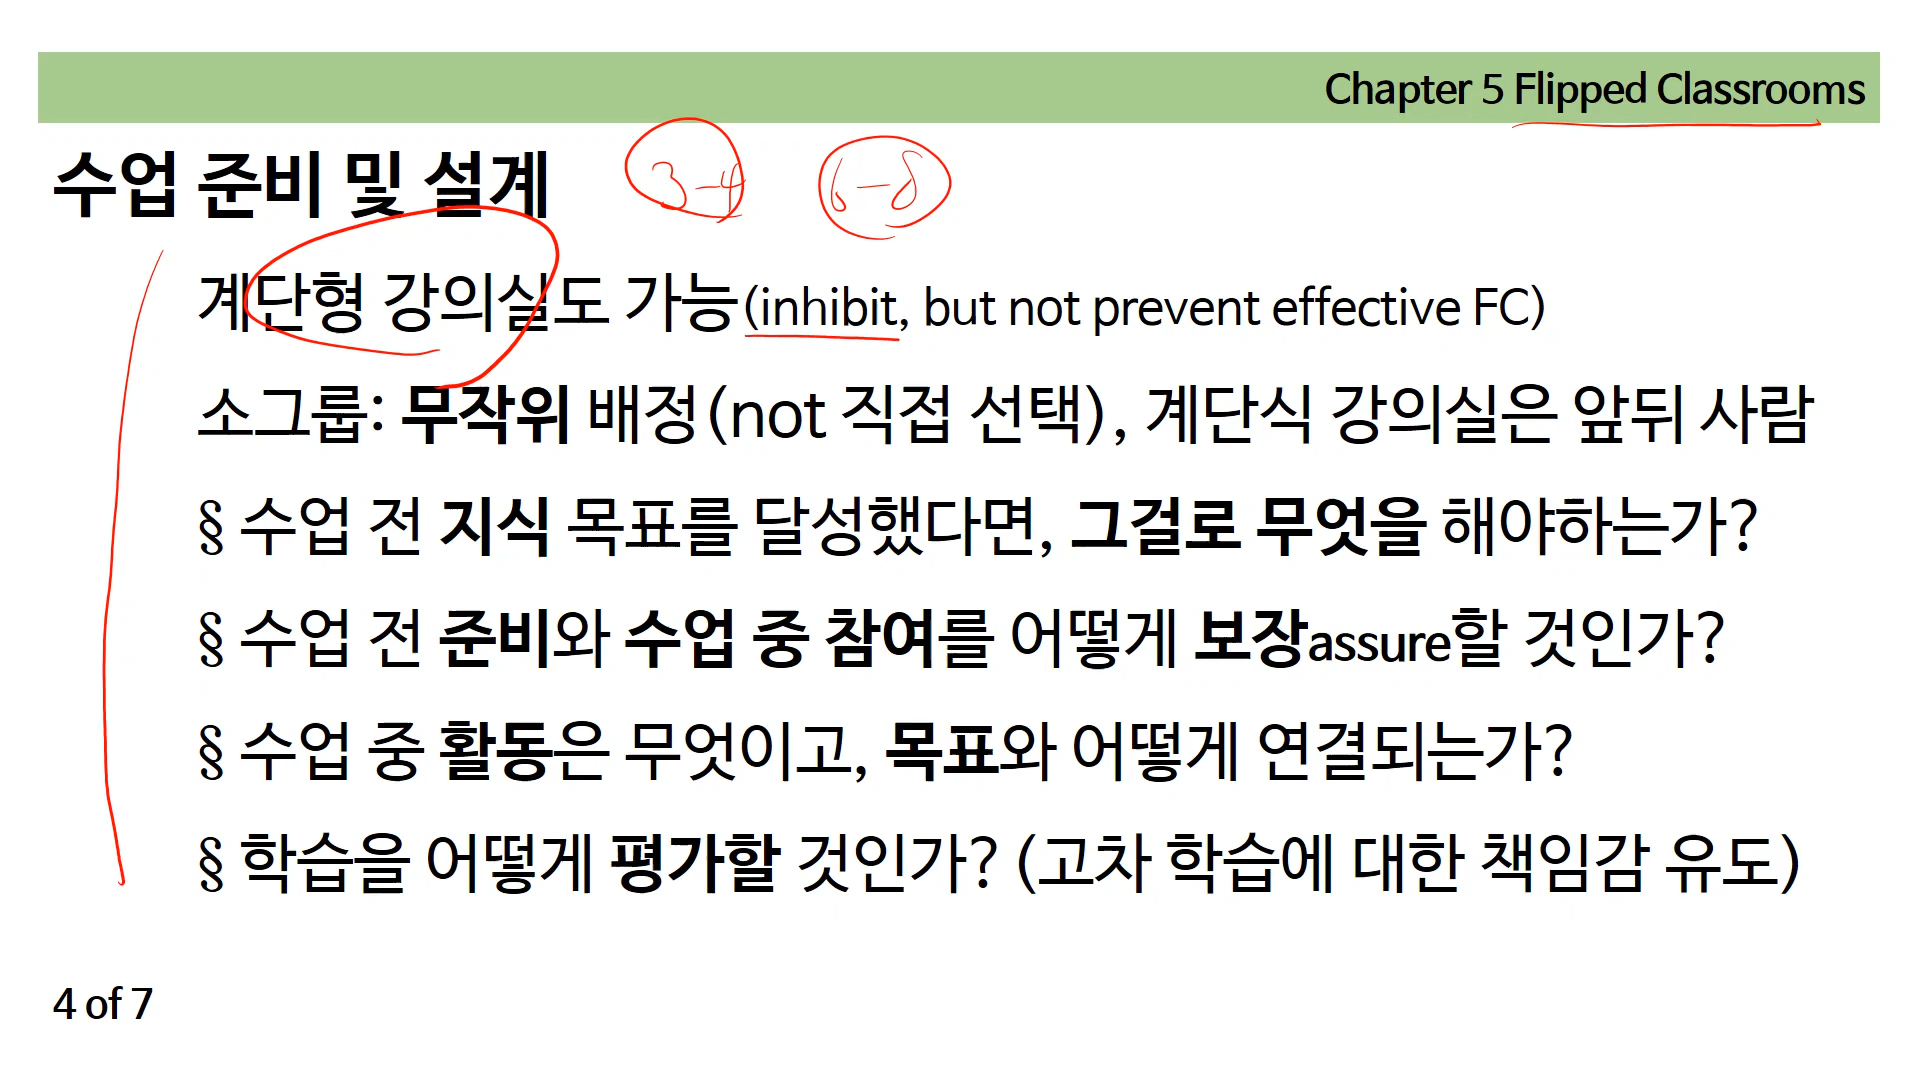 Chapter 5 Flipped Classrooms
수업 준비 및 설계
3-4
6-8
계단형 강의실도 가능(inhibit, but not prevent effective FC)
소그룹: 무작위 배정(not 직접 선택), 계단식 강의실은 앞뒤 사람
§ 수업 전 지식 목표를 달성했다면, 그걸로 무엇을 해야하는가?
§ 수업 전 준비와 수업 중 참여를 어떻게 보장assure할 것인가?
§ 수업 중 활동은 무엇이고, 목표와 어떻게 연결되는가?
§ 학습을 어떻게 평가할 것인가? (고차 학습에 대한 책임감 유도)
4 of 7